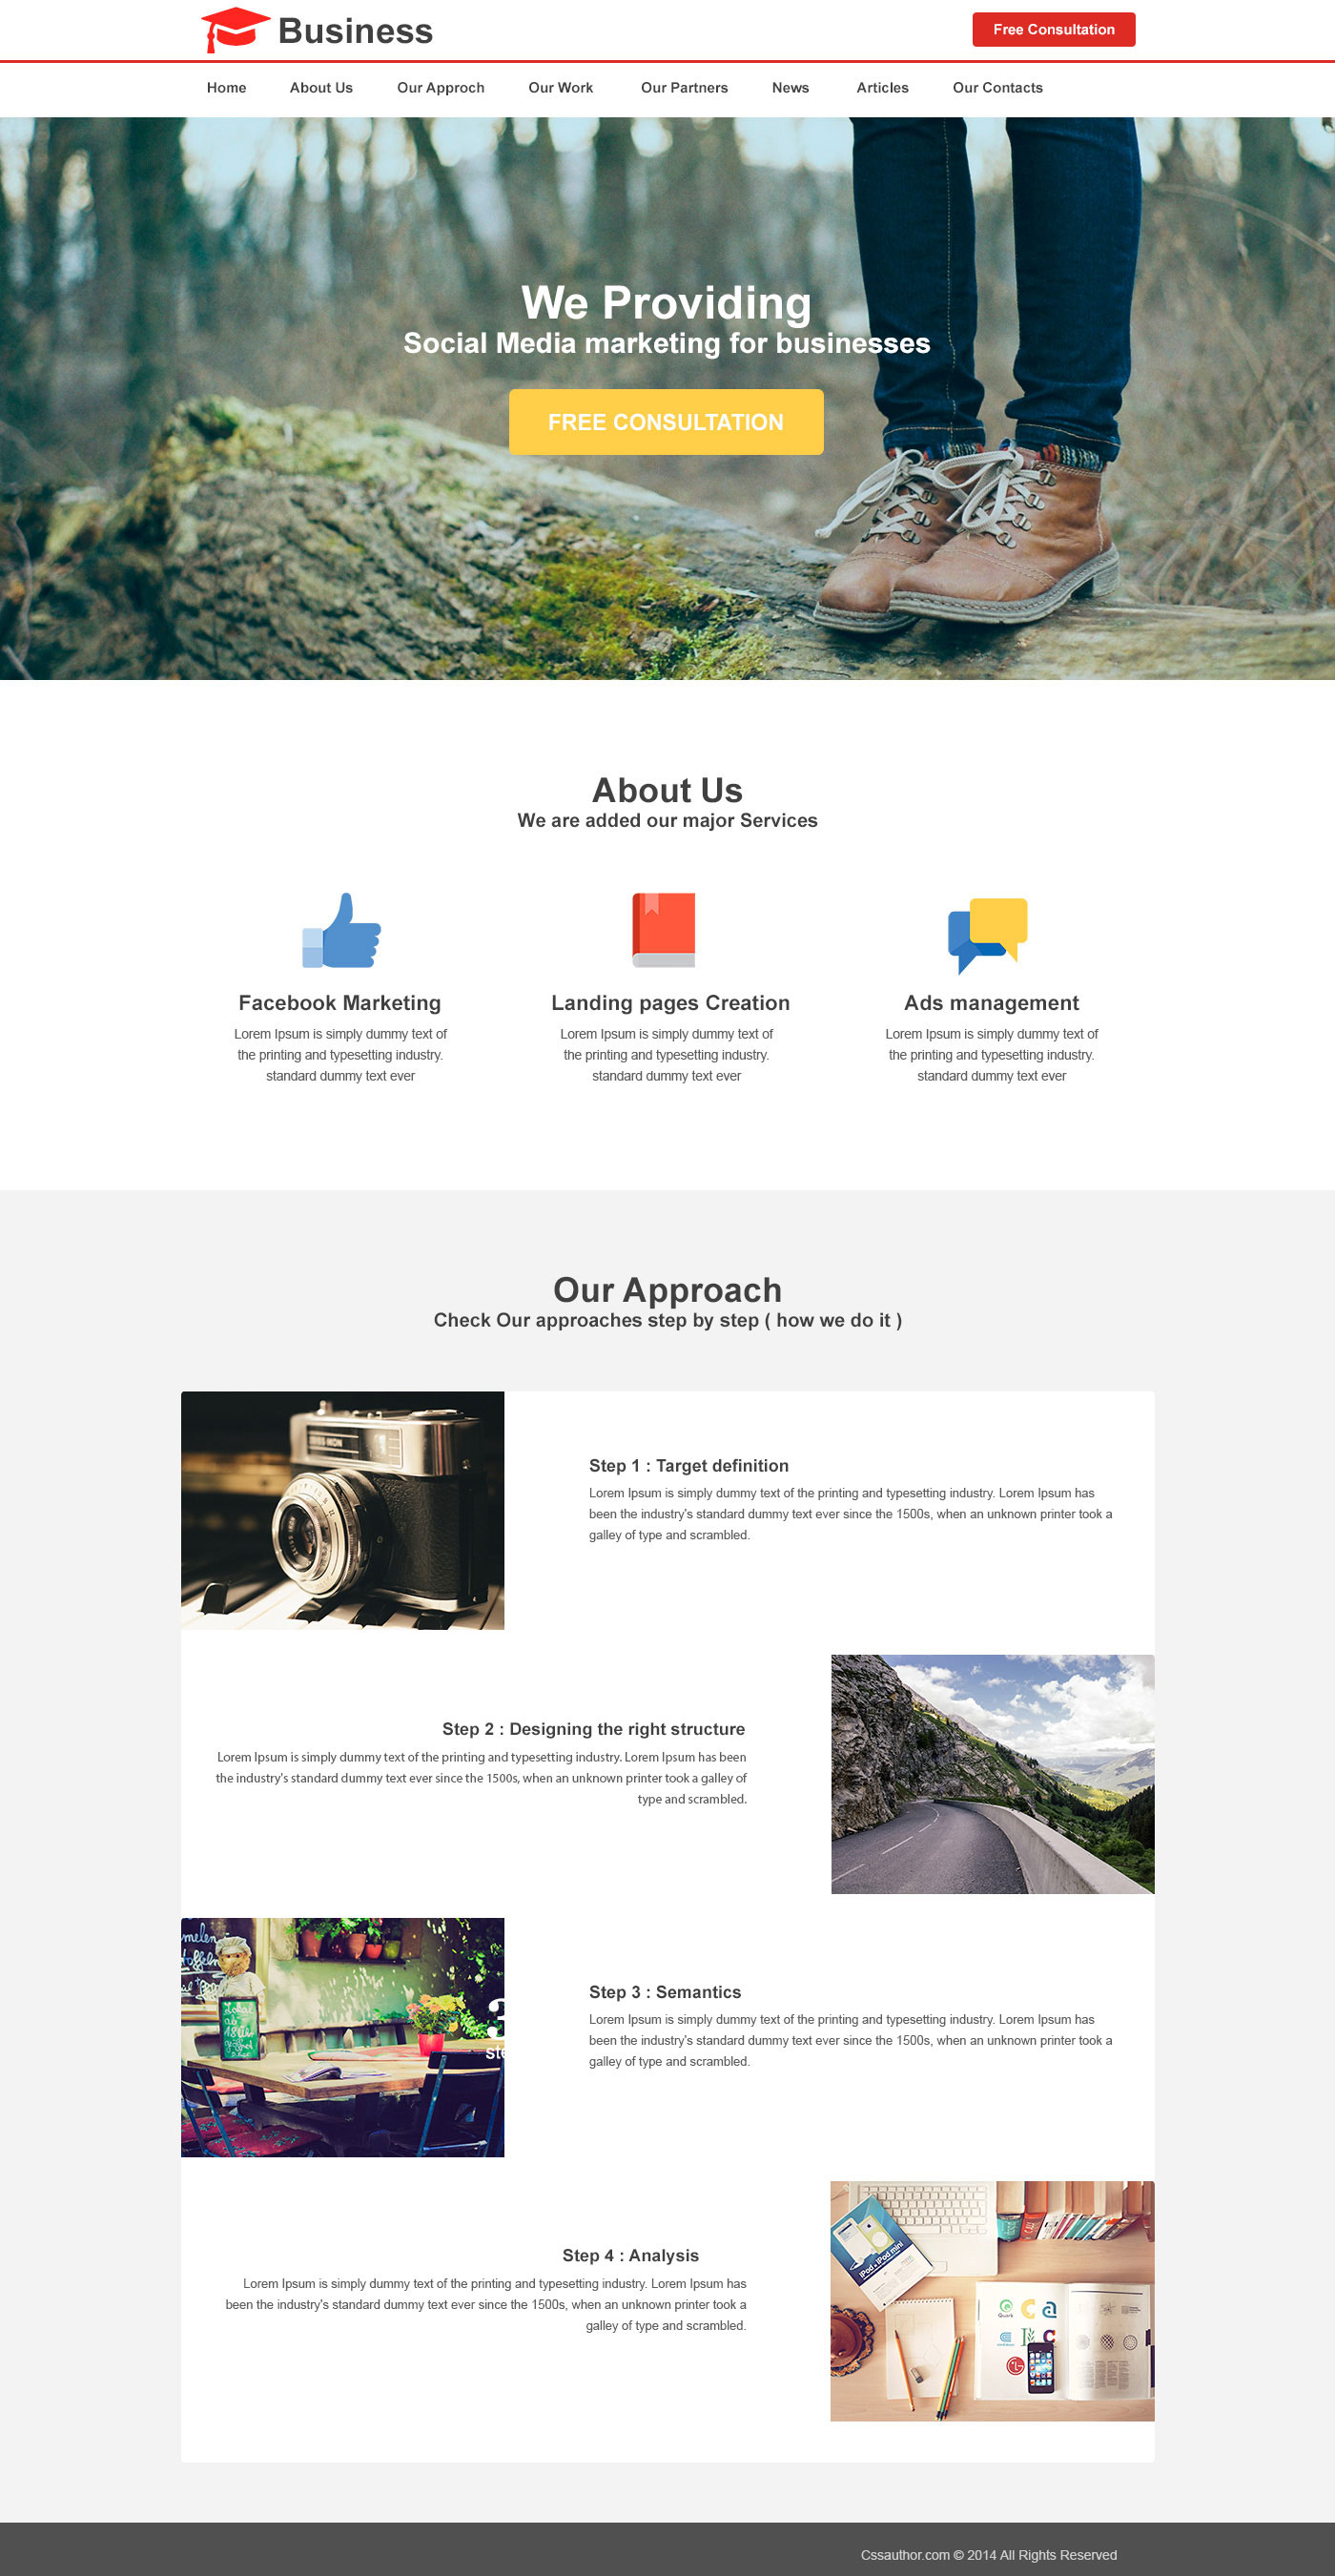 Business
Free Consultation
Home About Us Our Approch Our Work Our Partners News Articles Our Contacts
We Providing
Social Media marketing for businesses
FREE CONSULTATION
About Us
We are added our major Services
Facebook Marketing
Lorem Ipsum is simply dummy text of
the printing and typesetting industry.
standard dummy text ever
Landing pages Creation
Lorem Ipsum is simply dummy text of
the printing and typesetting industry.
standard dummy text ever
Ads management
Lorem Ipsum is simply dummy text of
the printing and typesetting industry.
standard dummy text ever
Our Approach
Check Our approaches step by step ( how we do it )
Step 1 : Target definition
Lorem Ipsum is simply dummy text of the printing and typesetting industry. Lorem Ipsum has
been the industry's standard dummy text ever since the 1500s, when an unknown printer took a
galley of type and scrambled.
Step 2 : Designing the right structure
Lorem Ipsum is simply dummy text of the printing and typesetting industry. Lorem Ipsum has been
the industry's standard dummy text ever since the 1500s, when an unknown printer took a galley of
type and scrambled.
3
ste
Step 3 : Semantics
Lorem Ipsum is simply dummy text of the printing and typesetting industry. Lorem Ipsum has
been the industry's standard dummy text ever since the 1500s, when an unknown printer took a
galley of type and scrambled.
Step 4 : Analysis
Lorem Ipsum is simply dummy text of the printing and typesetting industry. Lorem Ipsum has
been the industry's standard dummy text ever since the 1500s, when an unknown printer took a
galley of type and scrambled.
iPod + iPod mini
Quark
LG
Cssauthor.com © 2014 All Rights Reserved